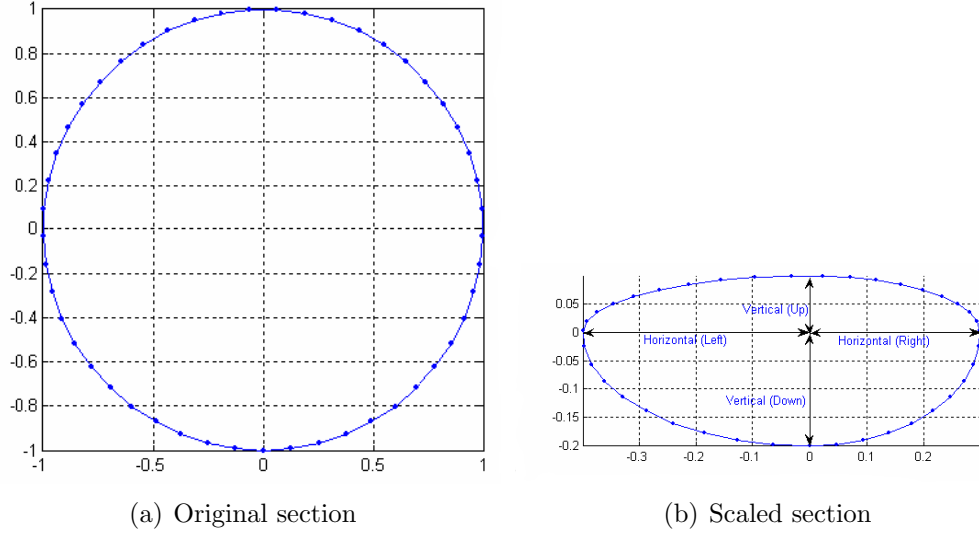 1
0.8
0.6
0.4
0.2
0
-0.2
-0.4
-0.6
-0.8
-1
-1 -0.5 0 0.5 1
0.05
0
-0.05
-0.1
-0.15
-0.2
Vertical (Up)
Horizontal (Left) Horizontal (Right)
Vertical (Down)
-0.3 -0.2 -0.1 0 0.1 0.2
(a) Original section (b) Scaled section